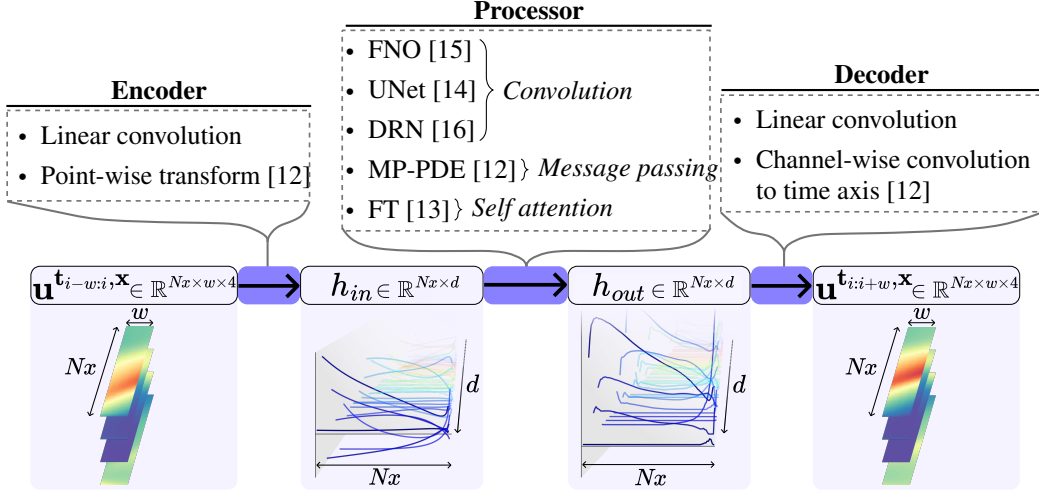 Processor
• FNO [15]
• UNet [14]
• DRN [16]
Convolution
• MP-PDE [12]} Message passing
• FT [13]} Self attention
Encoder
• Linear convolution
• Point-wise transform [12]
Decoder
• Linear convolution
• Channel-wise convolution
to time axis [12]
𝐮^{𝐭_{i−w:i},𝐱} ∈ ℝ^{Nx×w×4}
h_{in} ∈ ℝ^{Nx×d}
h_{out} ∈ ℝ^{Nx×d}
𝐮^{𝐭_{i:i+w},𝐱} ∈ ℝ^{Nx×w×4}
w
Nx
d
Nx
d
Nx
w
Nx